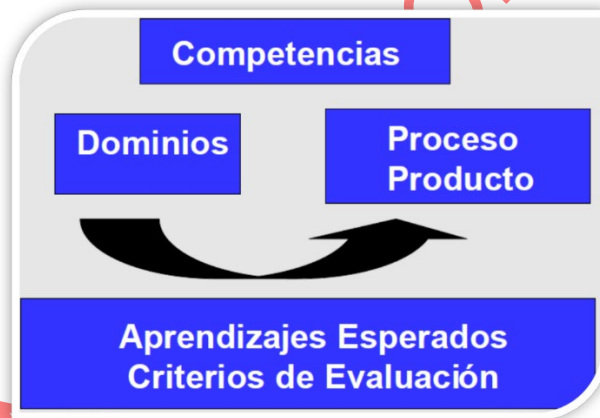 Competencias
Dominios
Proceso
Producto
Aprendizajes Esperados
Criterios de Evaluación